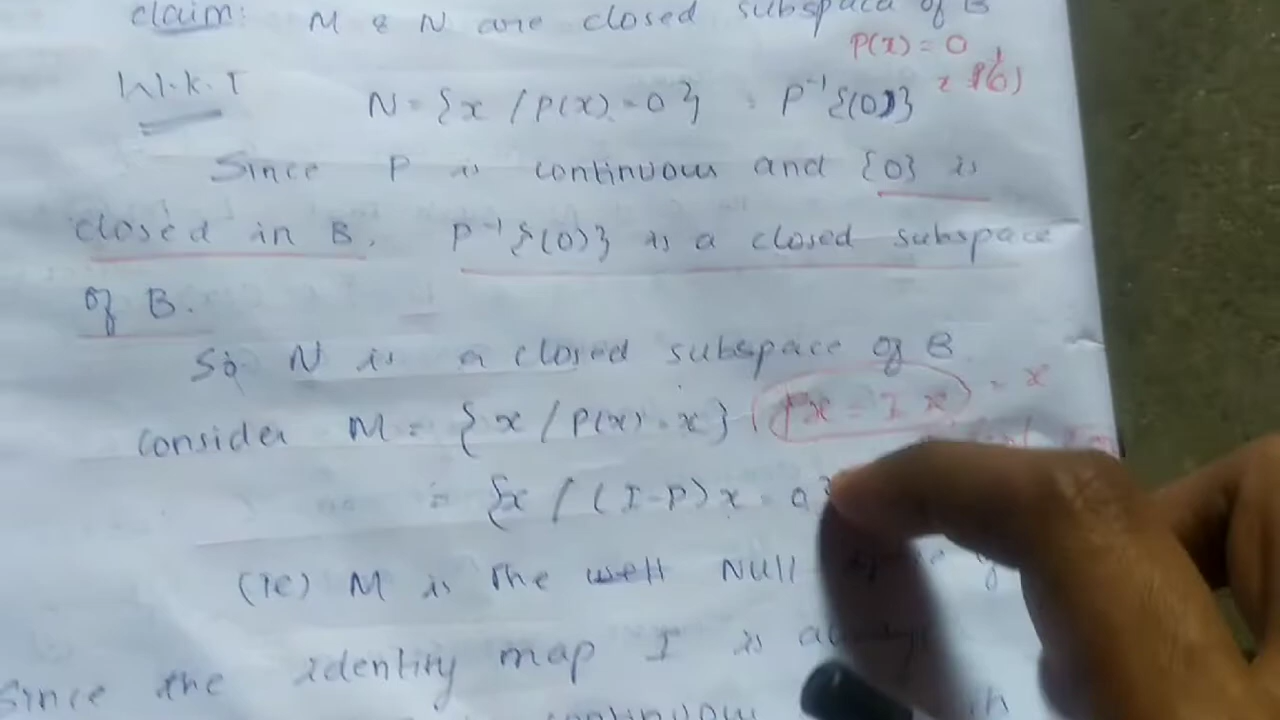 claim: M & N are closed subspace of B
P(x) = 0
W.K.T N = {x / P(x) = 0} = P⁻¹{(0)}
Since P is continuous and {0} is
closed in B. P⁻¹{(0)} is a closed subspace
of B.
So N is a closed subspace of B
consider M = {x / P(x) = x} Px = Ix = x
= {x / (I-P)x = 0}
(ie) M is the Null
Since the identity map I is
continuous